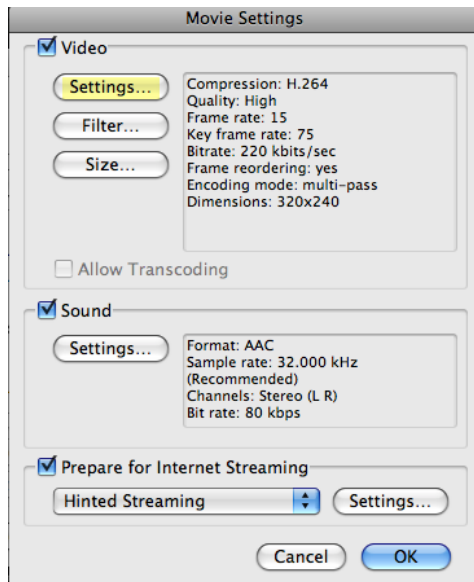 Movie Settings
Video
Settings...
Filter...
Size...
Compression: H.264
Quality: High
Frame rate: 15
Key frame rate: 75
Bitrate: 220 kbits/sec
Frame reordering: yes
Encoding mode: multi-pass
Dimensions: 320x240
Allow Transcoding
Sound
Settings...
Format: AAC
Sample rate: 32.000 kHz
(Recommended)
Channels: Stereo (L R)
Bit rate: 80 kbps
Prepare for Internet Streaming
Hinted Streaming
Settings...
Cancel
OK